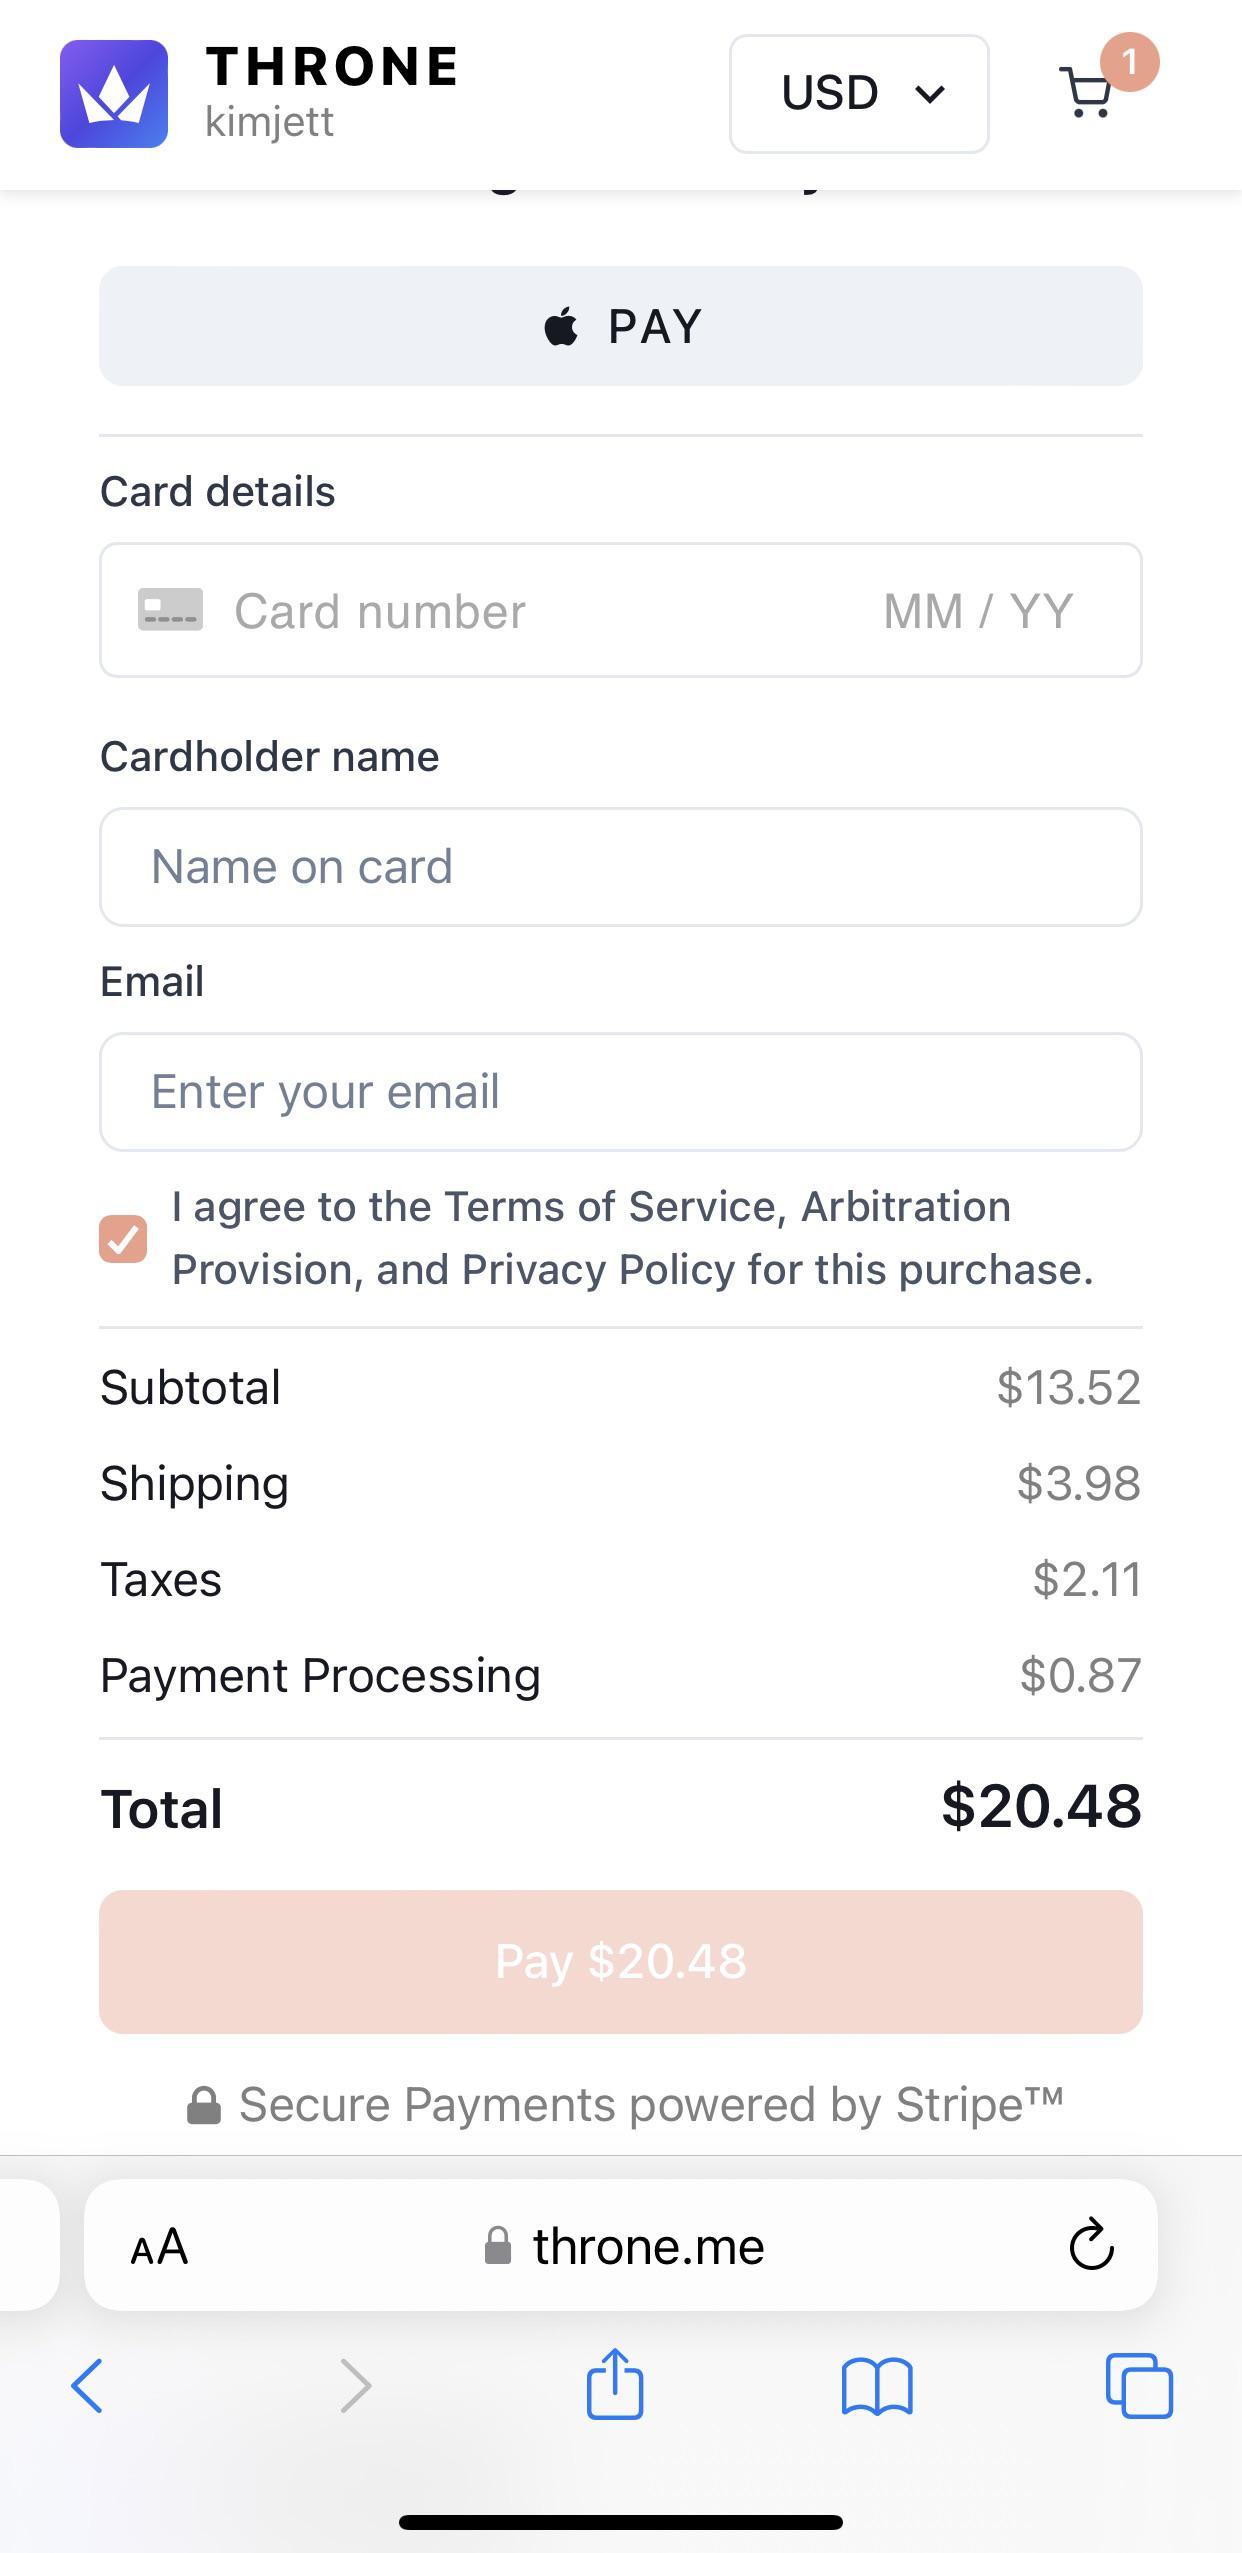 THRONE
kimjett
USD
1
PAY
Card details
Card number MM / YY
Cardholder name
Name on card
Email
Enter your email
I agree to the Terms of Service, Arbitration
Provision, and Privacy Policy for this purchase.
Subtotal $13.52
Shipping $3.98
Taxes $2.11
Payment Processing $0.87
Total $20.48
Pay $20.48
Secure Payments powered by Stripe™
AA throne.me